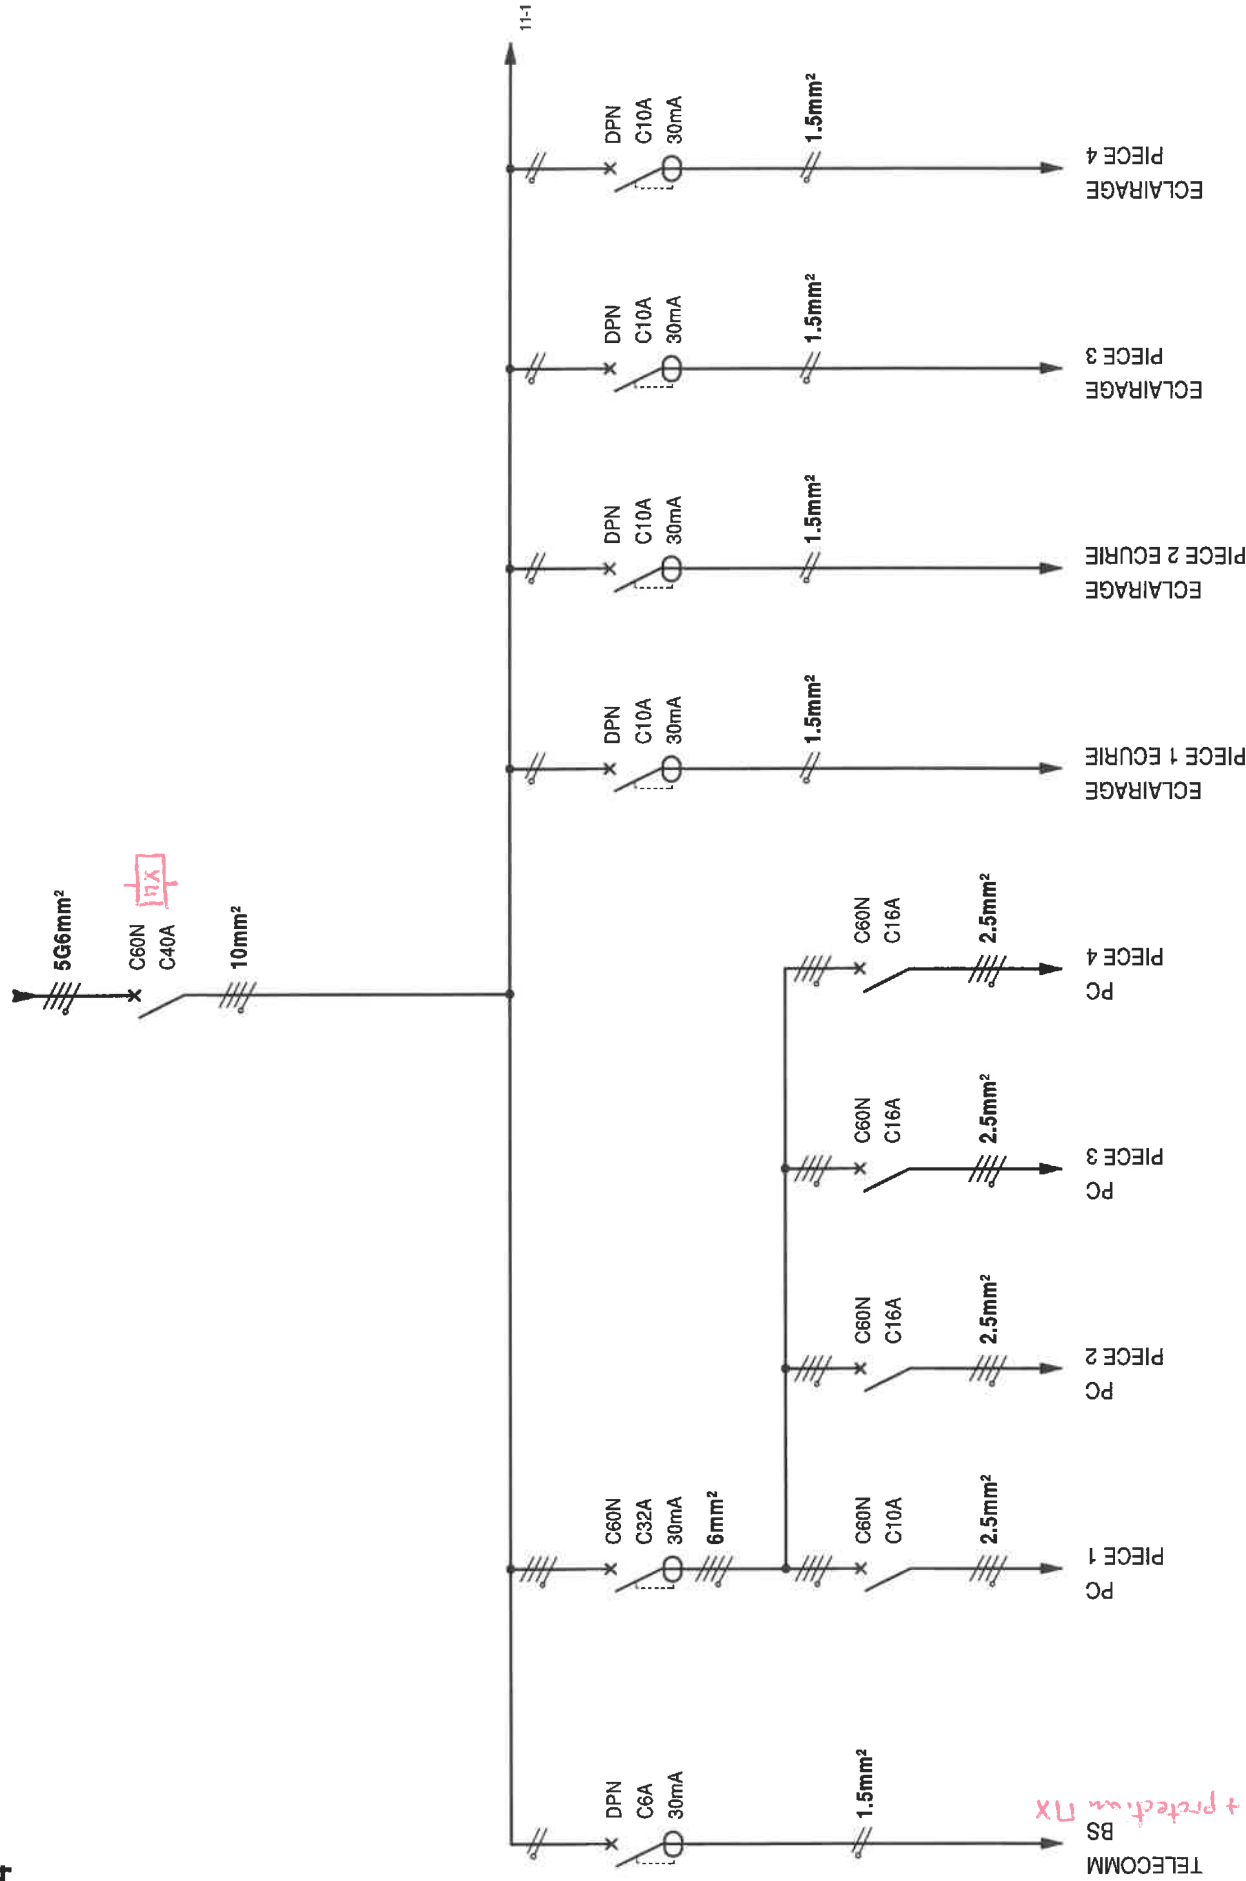 5G6mm²
C60N
C40A
10mm²
11-1
DPN
C6A
30mA
1.5mm²
TELECOMM
BS
+ protection MX
C60N
C32A
30mA
6mm²
C60N
C10A
2.5mm²
PC
PIECE 1
C60N
C16A
2.5mm²
PC
PIECE 2
C60N
C16A
2.5mm²
PC
PIECE 3
C60N
C16A
2.5mm²
PC
PIECE 4
DPN
C10A
30mA
1.5mm²
ECLAIRAGE
PIECE 1 ECURIE
DPN
C10A
30mA
1.5mm²
ECLAIRAGE
PIECE 2 ECURIE
DPN
C10A
30mA
1.5mm²
ECLAIRAGE
PIECE 3
DPN
C10A
30mA
1.5mm²
ECLAIRAGE
PIECE 4